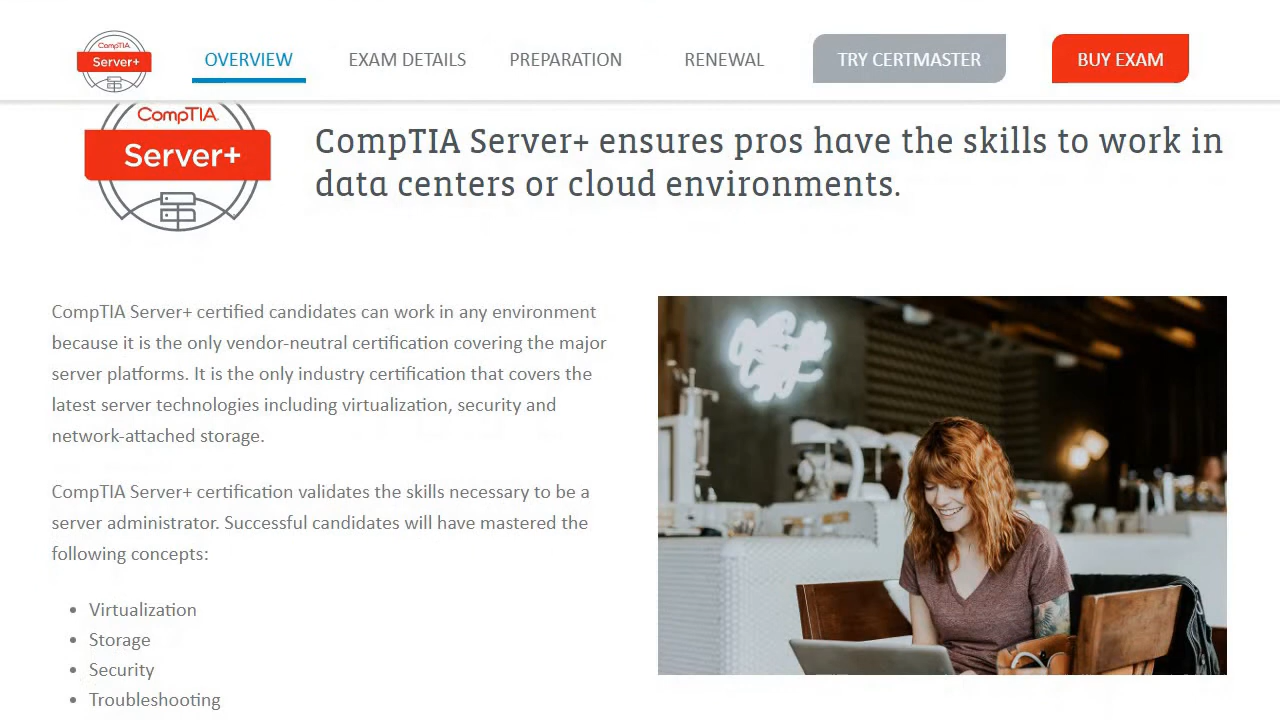 CompTIA
Server+
OVERVIEW
EXAM DETAILS
PREPARATION
RENEWAL
TRY CERTMASTER
BUY EXAM
CompTIA
Server+
CompTIA Server+ ensures pros have the skills to work in
data centers or cloud environments.
CompTIA Server+ certified candidates can work in any environment
because it is the only vendor-neutral certification covering the major
server platforms. It is the only industry certification that covers the
latest server technologies including virtualization, security and
network-attached storage.
CompTIA Server+ certification validates the skills necessary to be a
server administrator. Successful candidates will have mastered the
following concepts:
• Virtualization
• Storage
• Security
• Troubleshooting